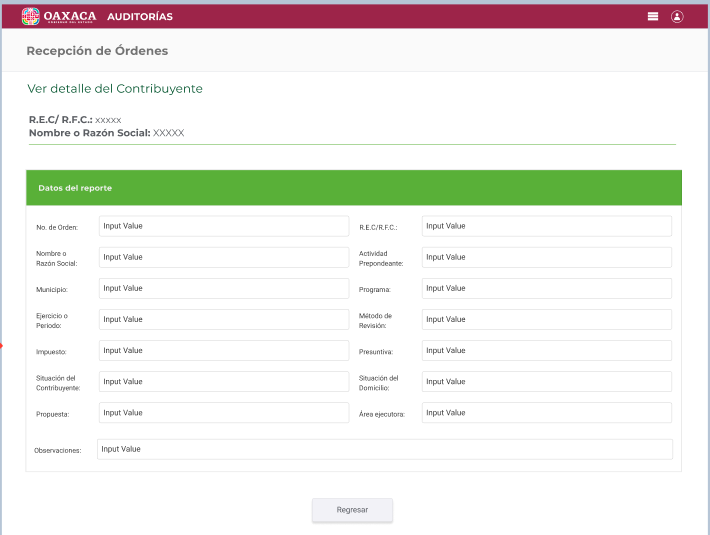 OAXACA AUDITORÍAS
GOBIERNO DEL ESTADO
Recepción de Órdenes
Ver detalle del Contribuyente
R.E.C/ R.F.C.: xxxxx
Nombre o Razón Social: XXXXX
Datos del reporte
No. de Orden: Input Value R.E.C/R.F.C.: Input Value
Nombre o Razón Social: Input Value Actividad Prepondeante: Input Value
Municipio: Input Value Programa: Input Value
Ejercicio o Periodo: Input Value Método de Revisión: Input Value
Impuesto: Input Value Presuntiva: Input Value
Situación del Contribuyente: Input Value Situación del Domicilio: Input Value
Propuesta: Input Value Área ejecutora: Input Value
Observaciones: Input Value
Regresar